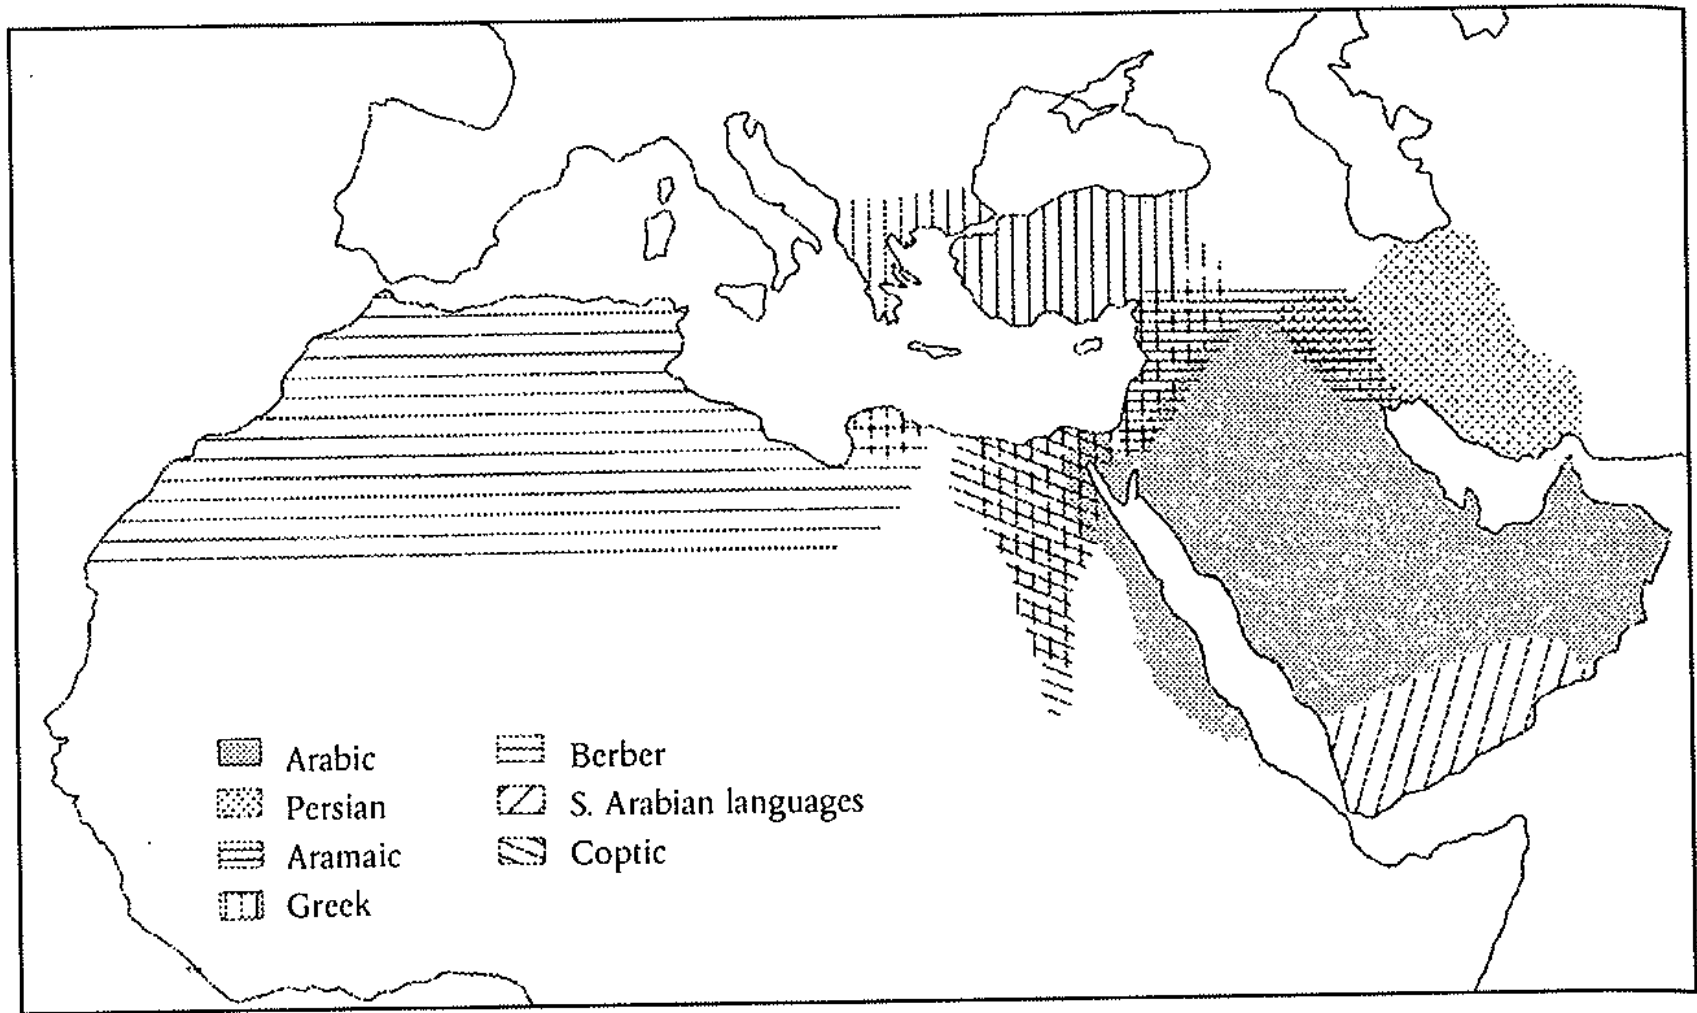 Arabic
Persian
Aramaic
Greek
Berber
S. Arabian languages
Coptic